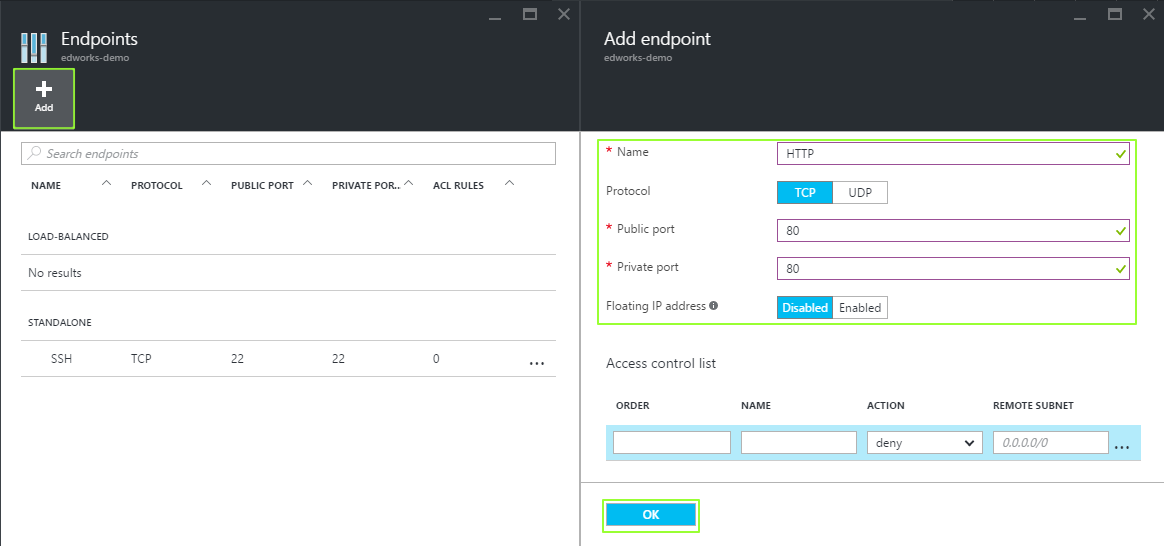 Endpoints
edworks-demo
Add
Search endpoints
NAME PROTOCOL PUBLIC PORT PRIVATE POR... ACL RULES
LOAD-BALANCED
No results
STANDALONE
SSH TCP 22 22 0 ...
Add endpoint
edworks-demo
* Name HTTP
Protocol TCP UDP
* Public port 80
* Private port 80
Floating IP address Disabled Enabled
Access control list
ORDER NAME ACTION REMOTE SUBNET
deny 0.0.0.0/0 ...
OK